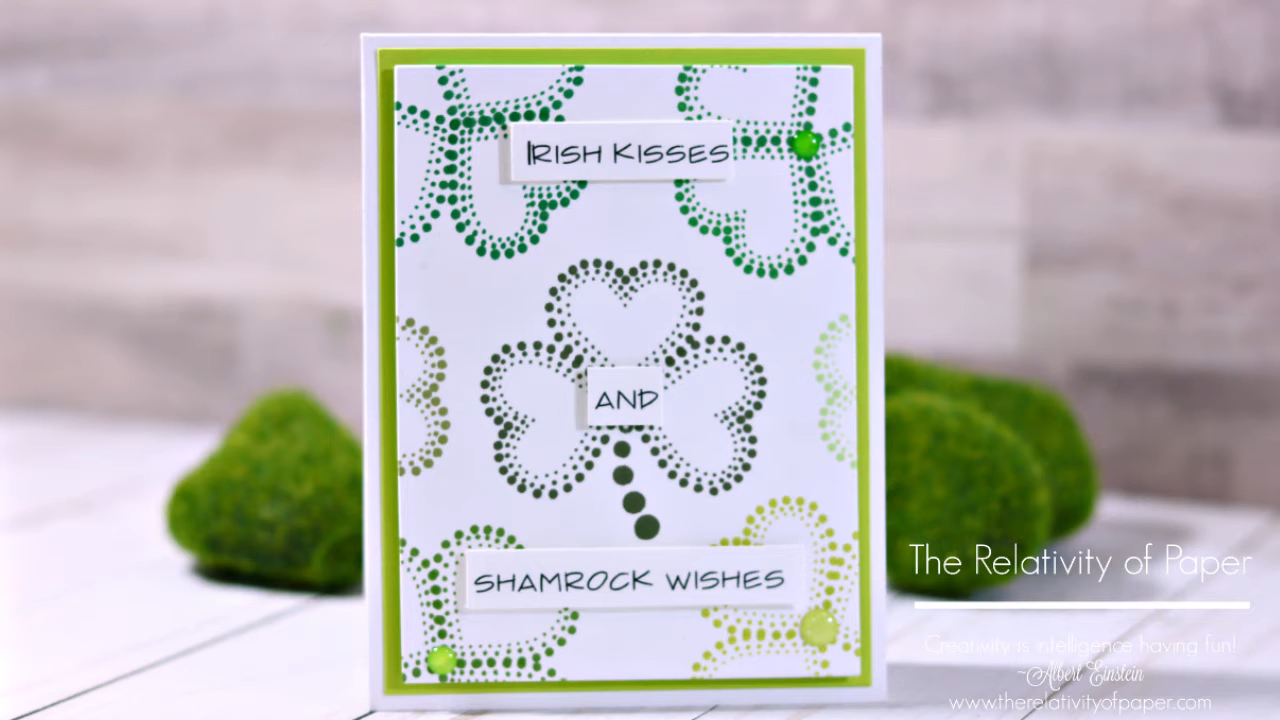 IRISH KISSES
AND
SHAMROCK WISHES
The Relativity of Paper
Creativity is intelligence having fun!
~Albert Einstein
www.therelativityofpaper.com